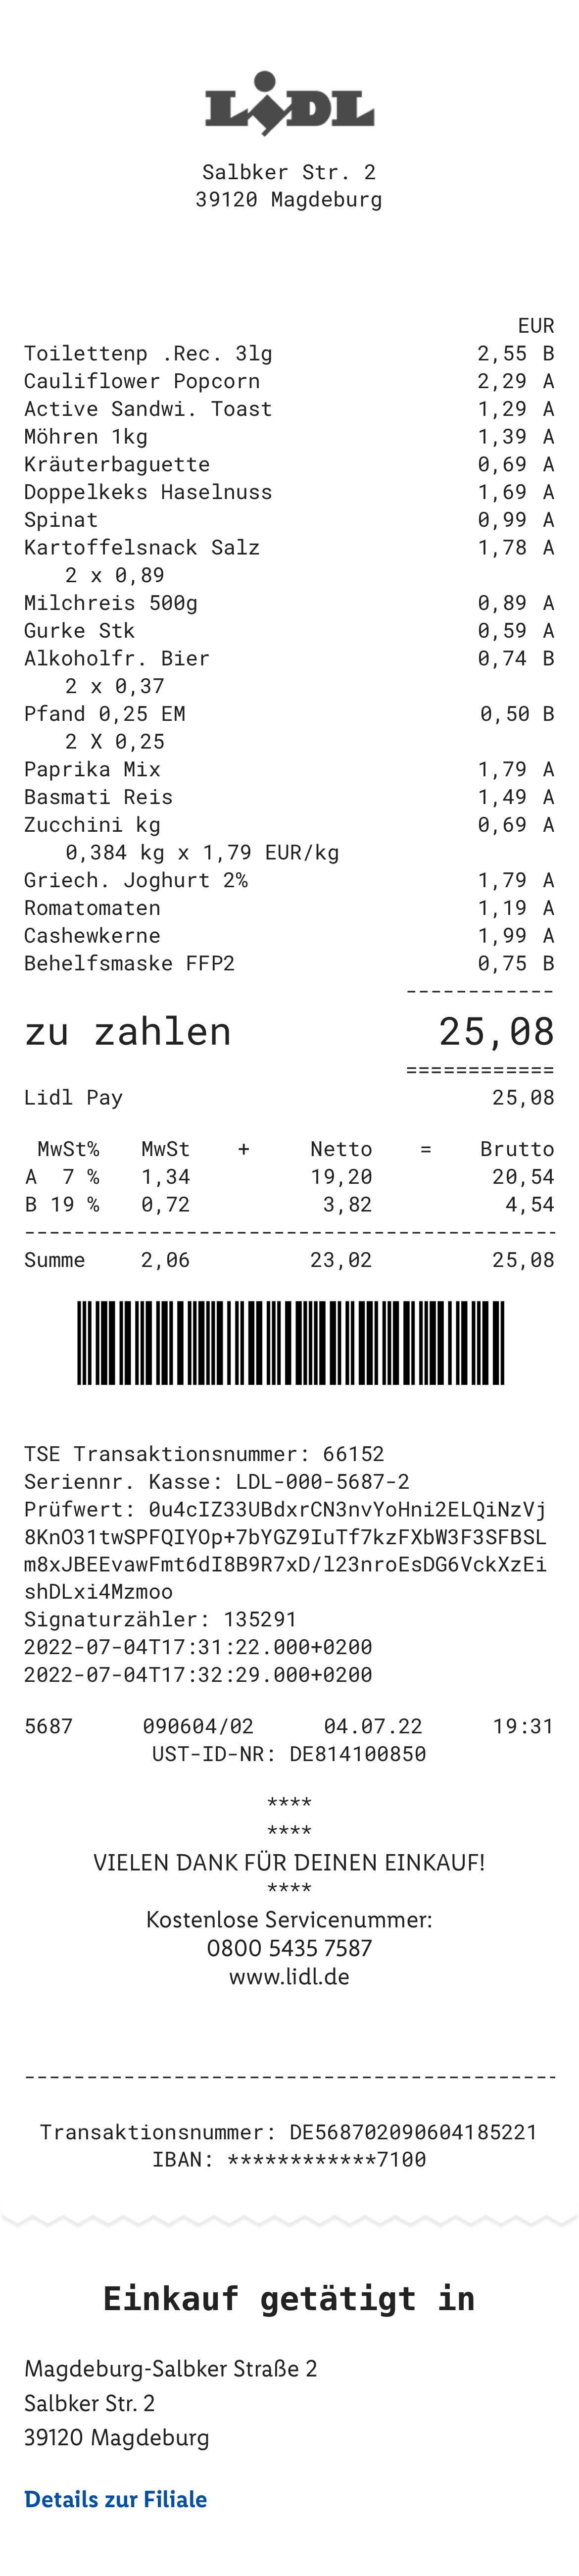 LIDL
Salbker Str. 2
39120 Magdeburg
EUR
Toilettenp .Rec. 3lg 2,55 B
Cauliflower Popcorn 2,29 A
Active Sandwi. Toast 1,29 A
Möhren 1kg 1,39 A
Kräuterbaguette 0,69 A
Doppelkeks Haselnuss 1,69 A
Spinat 0,99 A
Kartoffelsnack Salz 1,78 A
2 x 0,89
Milchreis 500g 0,89 A
Gurke Stk 0,59 A
Alkoholfr. Bier 0,74 B
2 x 0,37
Pfand 0,25 EM 0,50 B
2 X 0,25
Paprika Mix 1,79 A
Basmati Reis 1,49 A
Zucchini kg 0,69 A
0,384 kg x 1,79 EUR/kg
Griech. Joghurt 2% 1,79 A
Romatomaten 1,19 A
Cashewkerne 1,99 A
Behelfsmaske FFP2 0,75 B
------------
zu zahlen 25,08
============
Lidl Pay 25,08
MwSt% MwSt + Netto = Brutto
A 7 % 1,34 19,20 20,54
B 19 % 0,72 3,82 4,54
-------------------------------------------
Summe 2,06 23,02 25,08
TSE Transaktionsnummer: 66152
Seriennr. Kasse: LDL-000-5687-2
Prüfwert: 0u4cIZ33UBdxrCN3nvYoHni2ELQiNzVj
8KnO31twSPFQIYOp+7bYGZ9IuTf7kzFXbW3F3SFBSL
m8xJBEEvawFmt6dI8B9R7xD/l23nroEsDG6VckXzEi
shDLxi4Mzmoo
Signaturzähler: 135291
2022-07-04T17:31:22.000+0200
2022-07-04T17:32:29.000+0200
5687 090604/02 04.07.22 19:31
UST-ID-NR: DE814100850
****
****
VIELEN DANK FÜR DEINEN EINKAUF!
****
Kostenlose Servicenummer:
0800 5435 7587
www.lidl.de
-------------------------------------------
Transaktionsnummer: DE568702090604185221
IBAN: ************7100
Einkauf getätigt in
Magdeburg-Salbker Straße 2
Salbker Str. 2
39120 Magdeburg
Details zur Filiale